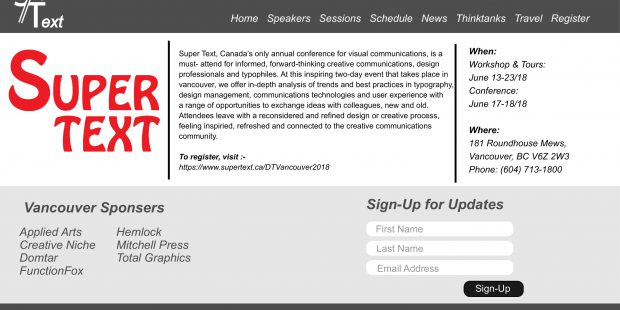 Text
Home Speakers Sessions Schedule News Thinktanks Travel Register
SUPER
TEXT
Super Text, Canada's only annual conference for visual communications, is a
must- attend for informed, forward-thinking creative communications, design
professionals and typophiles. At this inspiring two-day event that takes place in
vancouver, we offer in-depth analysis of trends and best practices in typography,
design management, communications technologies and user experience with
a range of opportunities to exchange ideas with colleagues, new and old.
Attendees leave with a reconsidered and refined design or creative process,
feeling inspiried, refreshed and connected to the creative communications
community.
To register, visit :-
https://www.supertext.ca/DTVancouver2018
When:
Workshop & Tours:
June 13-23/18
Conference:
June 17-18/18
Where:
181 Roundhouse Mews,
Vancouver, BC V6Z 2W3
Phone: (604) 713-1800
Vancouver Sponsers
Applied Arts
Creative Niche
Domtar
FunctionFox
Hemlock
Mitchell Press
Total Graphics
Sign-Up for Updates
First Name
Last Name
Email Address
Sign-Up